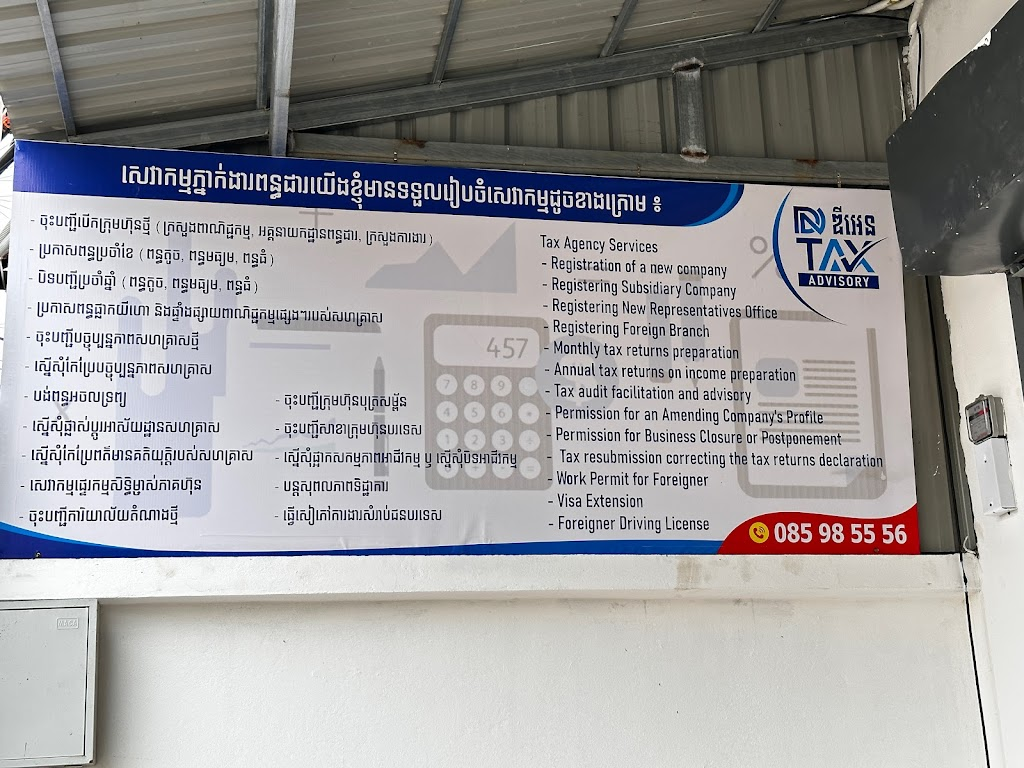 សេវាកម្មភ្នាក់ងារពន្ធដារយើងខ្ញុំមានទទួលរៀបចំសេវាកម្មដូចខាងក្រោម ៖
- ចុះបញ្ជីបើកក្រុមហ៊ុនថ្មី ( ក្រសួងពាណិជ្ជកម្ម, អគ្គនាយកដ្ឋានពន្ធដារ, ក្រសួងការងារ )
- ប្រកាសពន្ធប្រចាំខែ ( ពន្ធតូច, ពន្ធមធ្យម, ពន្ធធំ )
- បិទបញ្ជីប្រចាំឆ្នាំ ( ពន្ធតូច, ពន្ធមធ្យម, ពន្ធធំ )
- ប្រកាសពន្ធផ្លាកយីហោ និងផ្ទាំងផ្សាយពាណិជ្ជកម្មផ្សេងៗរបស់សហគ្រាស
- ចុះបញ្ជីបច្ចុប្បន្នភាពសហគ្រាសថ្មី
- ស្នើសុំកែប្រែបច្ចុប្បន្នភាពសហគ្រាស
- បង់ពន្ធអចលទ្រព្យ
- ស្នើសុំផ្លាស់ប្តូរអាស័យដ្ឋានសហគ្រាស
- ស្នើសុំកែប្រែពត៌មានគតិយុត្តិរបស់សហគ្រាស
- សេវាកម្មផ្ទេរកម្មសិទ្ធិម្ចាស់ភាគហ៊ុន
- ចុះបញ្ជីការិយាល័យតំណាងថ្មី
- ចុះបញ្ជីក្រុមហ៊ុនបុត្រសម្ព័ន
- ចុះបញ្ជីសាខាក្រុមហុនបរទេស
- ស្នើសុំផ្អាកសកម្មភាពអាជីវកម្ម ឬ ស្នើសុំបិទអាជីវកម្ម
- បន្តសុពលភាពទិដ្ឋាការ
- ធ្វើសៀវភៅការងារសំរាប់ជនបរទេស
Tax Agency Services
- Registration of a new company
- Registering Subsidiary Company
- Registering New Representatives Office
- Registering Foreign Branch
- Monthly tax returns preparation
- Annual tax returns on income preparation
- Tax audit facilitation and advisory
- Permission for an Amending Company's Profile
- Permission for Business Closure or Postponement
- Tax resubmission correcting the tax returns declaration
- Work Permit for Foreigner
- Visa Extension
- Foreigner Driving License
DN ឌីអេន
TAX
ADVISORY
085 98 55 56
457
7 8 9
4 5 6
1 2 3
0